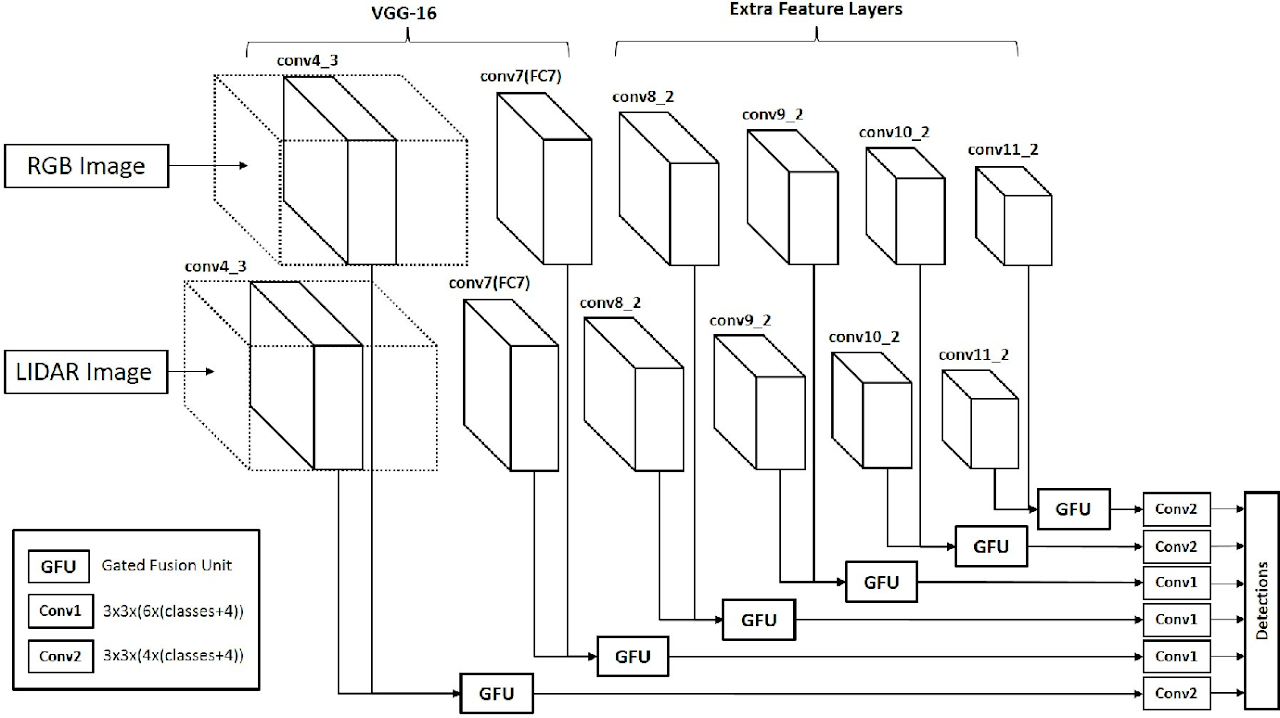 VGG-16
Extra Feature Layers
conv4_3
conv7(FC7)
conv8_2
conv9_2
conv10_2
conv11_2
RGB Image
conv4_3
conv7(FC7)
conv8_2
conv9_2
conv10_2
conv11_2
LIDAR Image
GFU
Conv2
GFU
Conv2
GFU
Conv1
GFU
Conv1
GFU
Conv1
GFU
Conv2
Detections
GFU Gated Fusion Unit
Conv1 3x3x(6x(classes+4))
Conv2 3x3x(4x(classes+4))